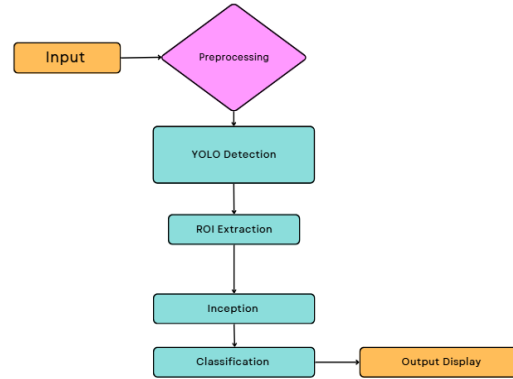 Input
Preprocessing
YOLO Detection
ROI Extraction
Inception
Classification
Output Display